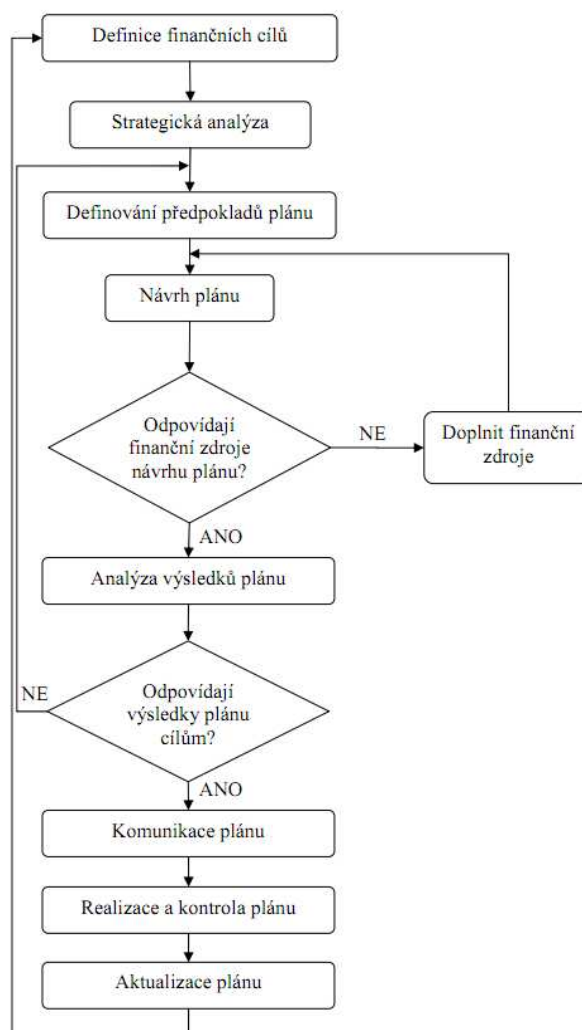 Definice finančních cílů
Strategická analýza
Definování předpokladů plánu
Návrh plánu
Odpovídají
finanční zdroje
návrhu plánu?
NE
Doplnit finanční
zdroje
ANO
Analýza výsledků plánu
Odpovídají
výsledky plánu
cílům?
NE
ANO
Komunikace plánu
Realizace a kontrola plánu
Aktualizace plánu